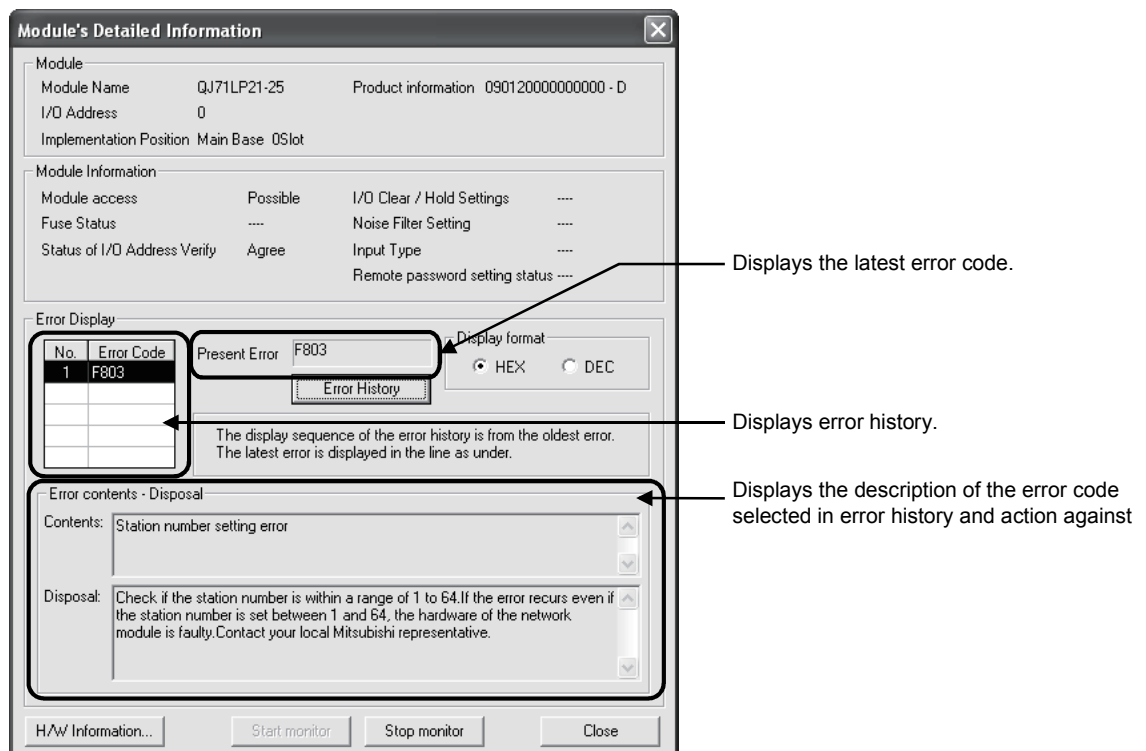 Module's Detailed Information
Module
Module Name QJ71LP21-25 Product information 090120000000000 - D
I/O Address 0
Implementation Position Main Base 0Slot
Module Information
Module access Possible I/O Clear / Hold Settings ----
Fuse Status ---- Noise Filter Setting ----
Status of I/O Address Verify Agree Input Type ----
Remote password setting status ----
Displays the latest error code.
Error Display
No. Error Code
1 F803
Present Error F803
Display format
HEX DEC
Error History
Displays error history.
The display sequence of the error history is from the oldest error.
The latest error is displayed in the line as under.
Error contents - Disposal
Displays the description of the error code
selected in error history and action against
Contents: Station number setting error
Disposal: Check if the station number is within a range of 1 to 64.If the error recurs even if
the station number is set between 1 and 64, the hardware of the network
module is faulty.Contact your local Mitsubishi representative.
H/W Information... Start monitor Stop monitor Close